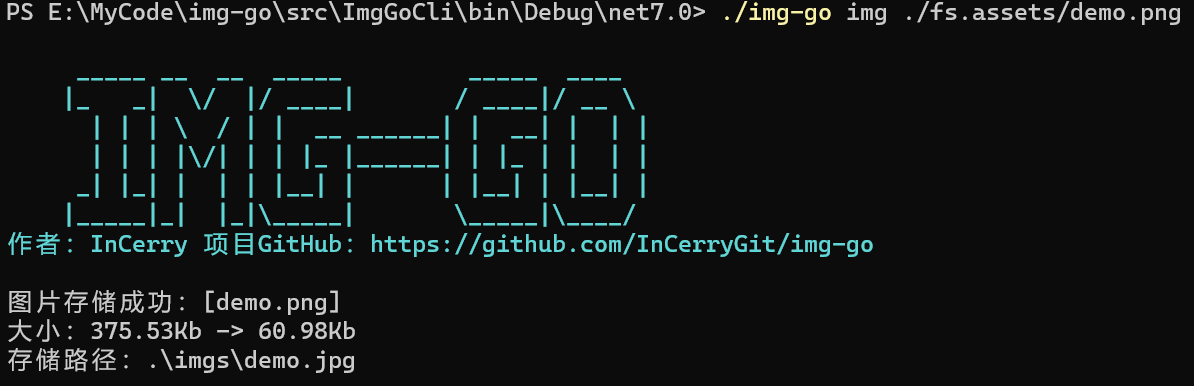 PS E:\MyCode\img-go\src\ImgGoCli\bin\Debug\net7.0> ./img-go img ./fs.assets/demo.png
IMG-GO
作者: InCerry 项目GitHub: https://github.com/InCerryGit/img-go
图片存储成功: [demo.png]
大小: 375.53Kb -> 60.98Kb
存储路径: .\imgs\demo.jpg